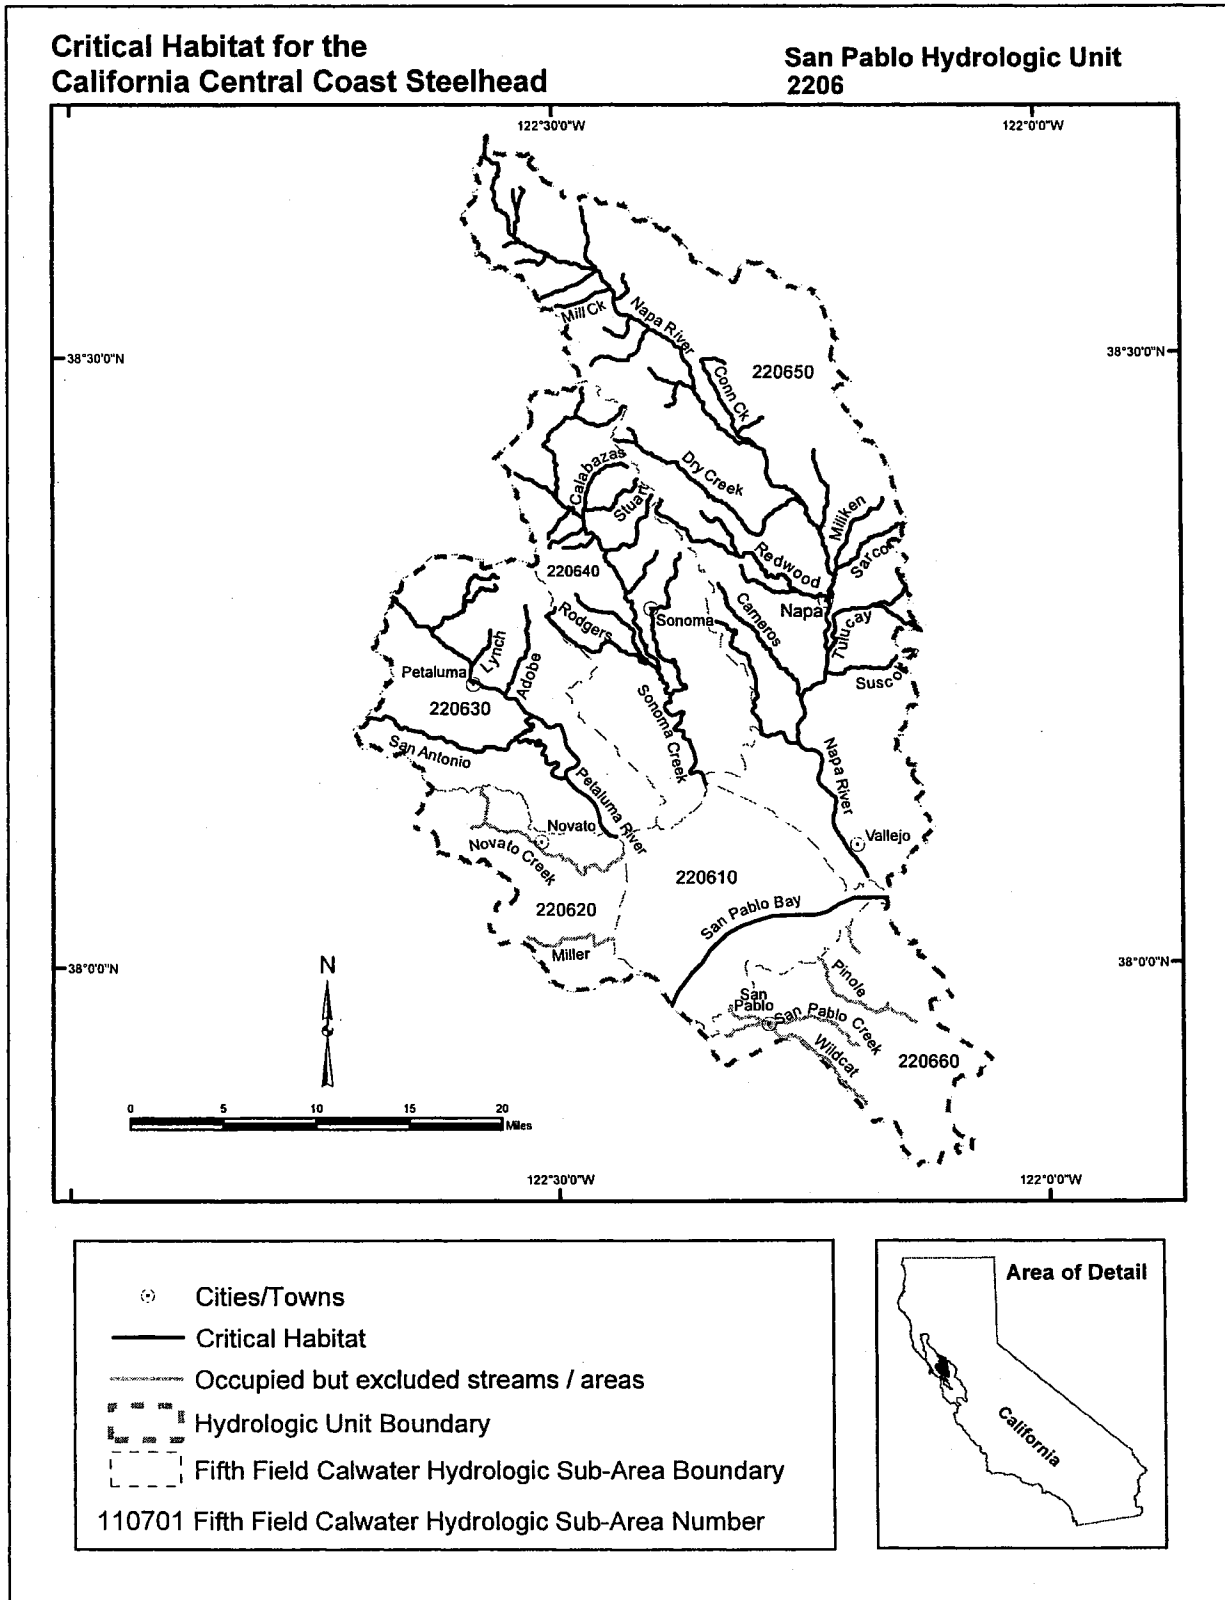 Critical Habitat for the
California Central Coast Steelhead
San Pablo Hydrologic Unit
2206
122°30'0"W
122°0'0"W
38°30'0"N
38°30'0"N
Mill Ck
Napa River
220650
Conn Ck
Dry Creek
Calabazas
Stuart
Milliken
Sarco
Redwood
220640
Napa
Carneros
Sonoma
Rodgers
Tulucay
Lynch
Adobe
Petaluma
Suscol
220630
Sonoma Creek
San Antonio
Petaluma River
Napa River
Novato
Vallejo
Novato Creek
220610
220620
San Pablo Bay
Miller
38°0'0"N
38°0'0"N
N
Pinole
San
Pablo
San Pablo Creek
Wildcat
220660
0 5 10 15 20
Miles
122°30'0"W
122°0'0"W
Cities/Towns
Critical Habitat
Occupied but excluded streams / areas
Hydrologic Unit Boundary
Fifth Field Calwater Hydrologic Sub-Area Boundary
110701 Fifth Field Calwater Hydrologic Sub-Area Number
Area of Detail
California